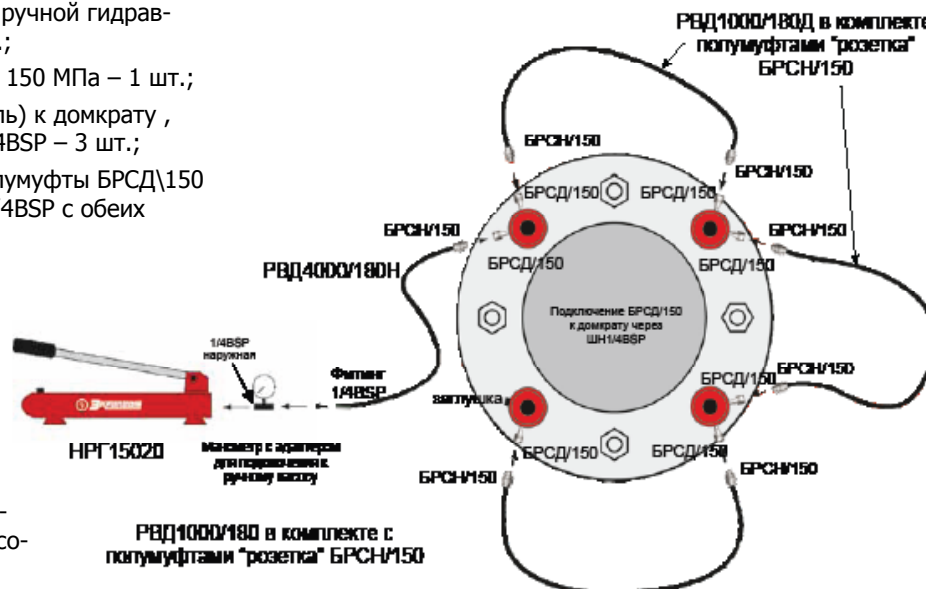 ручной гидрав-
.;
150 МПа – 1 шт.;
ль) к домкрату ,
4BSP – 3 шт.;
лумуфты БРСД\150
/4BSP с обеих
РВД1000/180Д в комплекте
полумуфтами "розетка"
БРСН/150
БРСН/150
БРСН/150
БРСД/150
БРСД/150
БРСН/150
БРСН/150
БРСД/150
БРСД/150
РВД4000/180Н
Подключение БРСД/150
к домкрату через
ШН1/4BSP
1/4BSP
наружная
Фитинг
1/4BSP
БРСН/150
БРСД/150
заглушка
НРГ15020
Манометр с адаптером
для подключения к
ручному насосу
БРСД/150
БРСД/150
БРСН/150
БРСН/150
–
со-
РВД1000/180 в комплекте с
полумуфтами "розетка" БРСН/150